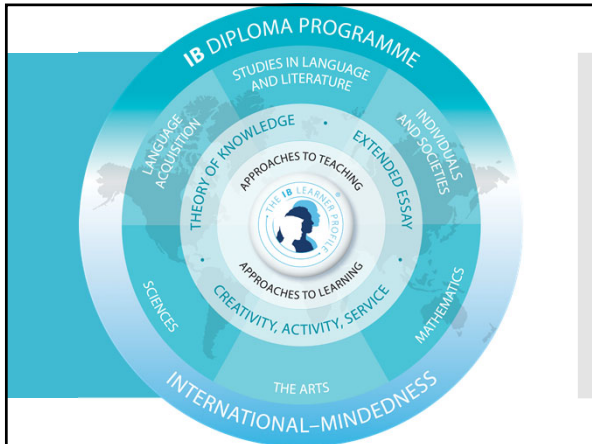 IB DIPLOMA PROGRAMME
STUDIES IN LANGUAGE
AND LITERATURE
LANGUAGE
ACQUISITION
INDIVIDUALS
AND SOCIETIES
THEORY OF KNOWLEDGE
•
EXTENDED ESSAY
APPROACHES TO TEACHING
THE IB LEARNER PROFILE
®
APPROACHES TO LEARNING
•
•
CREATIVITY, ACTIVITY, SERVICE
SCIENCES
MATHEMATICS
THE ARTS
INTERNATIONAL–MINDEDNESS